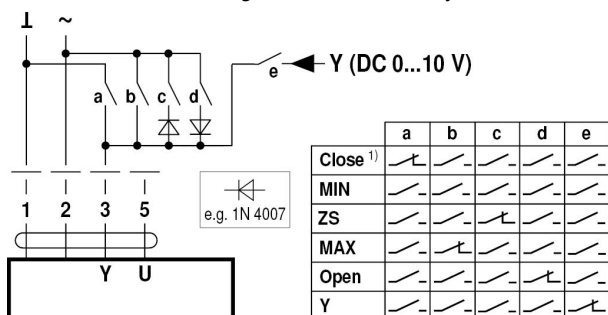 ⊥ ~
e Y (DC 0...10 V)
a b c d
a b c d e
Close 1)
MIN
1 2 3 5
e.g. 1N 4007
ZS
MAX
Y U
Open
Y